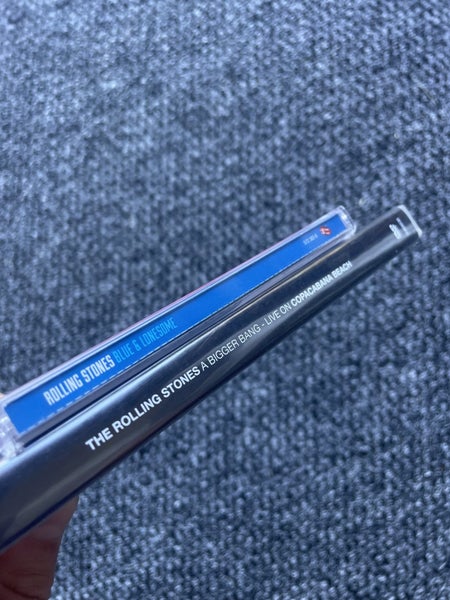 ROLLING STONES BLUE & LONESOME
THE ROLLING STONES A BIGGER BANG - LIVE ON COPACABANA BEACH